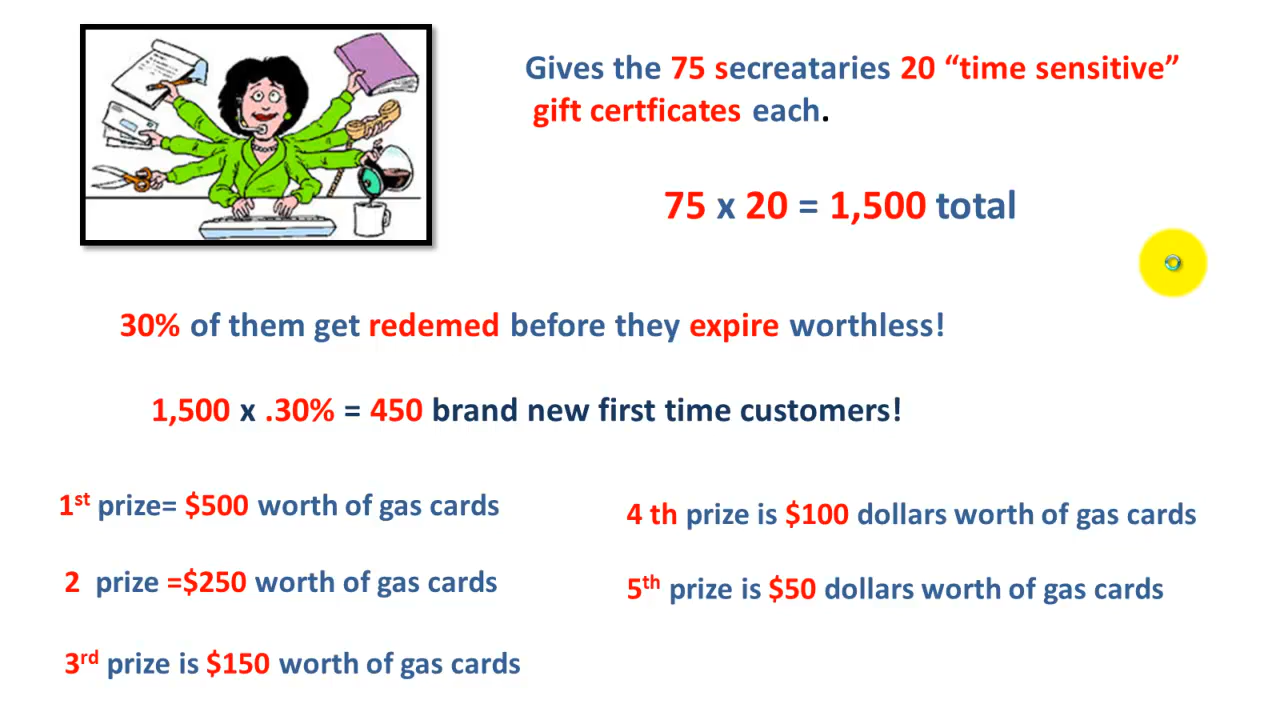 Gives the 75 secreataries 20 “time sensitive”
gift certficates each.
75 x 20 = 1,500 total
30% of them get redemed before they expire worthless!
1,500 x .30% = 450 brand new first time customers!
1st prize= $500 worth of gas cards
2 prize =$250 worth of gas cards
3rd prize is $150 worth of gas cards
4 th prize is $100 dollars worth of gas cards
5th prize is $50 dollars worth of gas cards